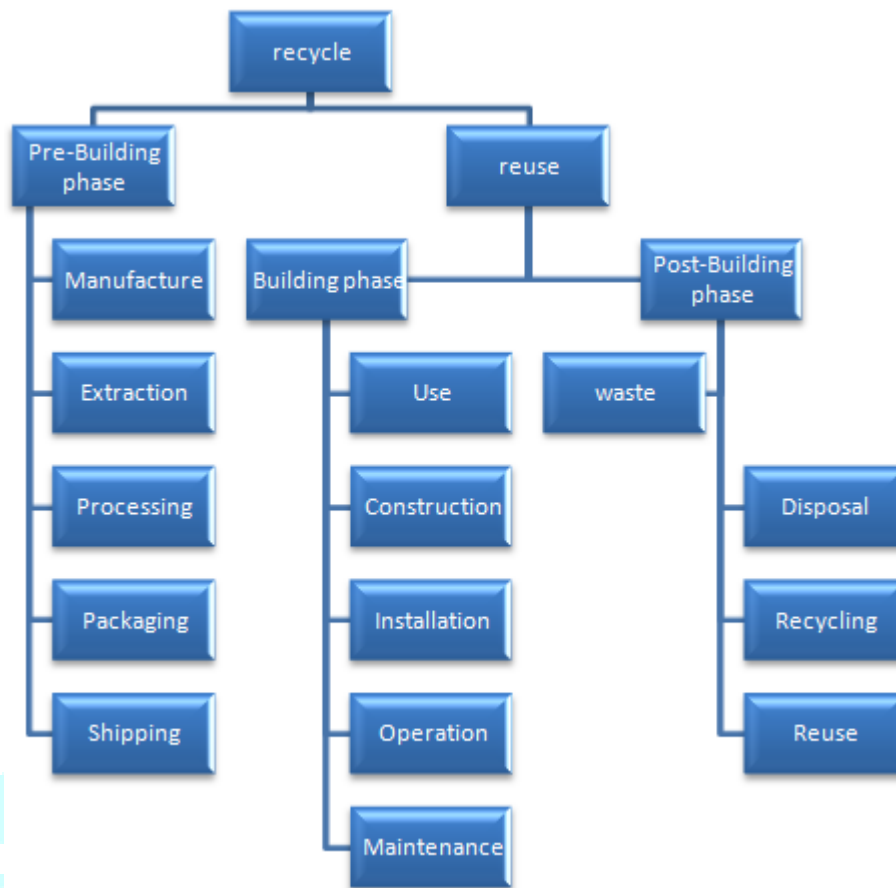 recycle
Pre-Building
phase
reuse
Manufacture
Building phase
Post-Building
phase
Extraction
Use
waste
Processing
Construction
Disposal
Packaging
Installation
Recycling
Shipping
Operation
Reuse
Maintenance